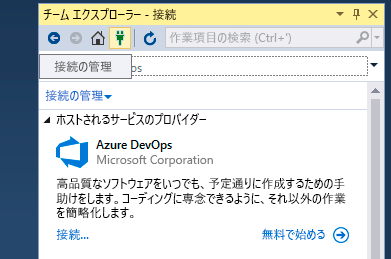 チーム エクスプローラー - 接続
作業項目の検索 (Ctrl+')
接続の管理 ops
接続の管理
ホストされるサービスのプロバイダー
Azure DevOps
Microsoft Corporation
高品質なソフトウェアをいつでも、予定通りに作成するための手
助けをします。コーディングに専念できるように、それ以外の作業
を簡略化します。
接続... 無料で始める